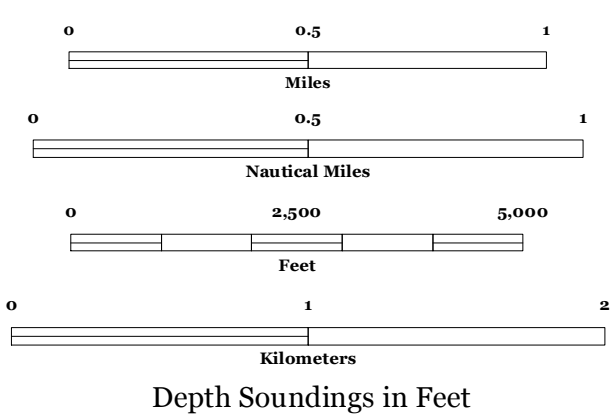 0 0.5 1
Miles
0 0.5 1
Nautical Miles
0 2,500 5,000
Feet
0 1 2
Kilometers
Depth Soundings in Feet